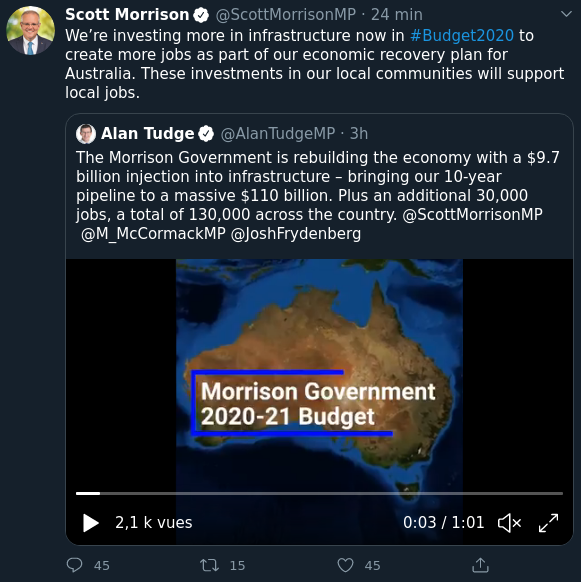 Scott Morrison @ScottMorrisonMP · 24 min
We’re investing more in infrastructure now in #Budget2020 to
create more jobs as part of our economic recovery plan for
Australia. These investments in our local communities will support
local jobs.
Alan Tudge @AlanTudgeMP · 3h
The Morrison Government is rebuilding the economy with a $9.7
billion injection into infrastructure – bringing our 10-year
pipeline to a massive $110 billion. Plus an additional 30,000
jobs, a total of 130,000 across the country. @ScottMorrisonMP
@M_McCormackMP @JoshFrydenberg
Morrison Government
2020-21 Budget
2,1 k vues 0:03 / 1:01
45 15 45